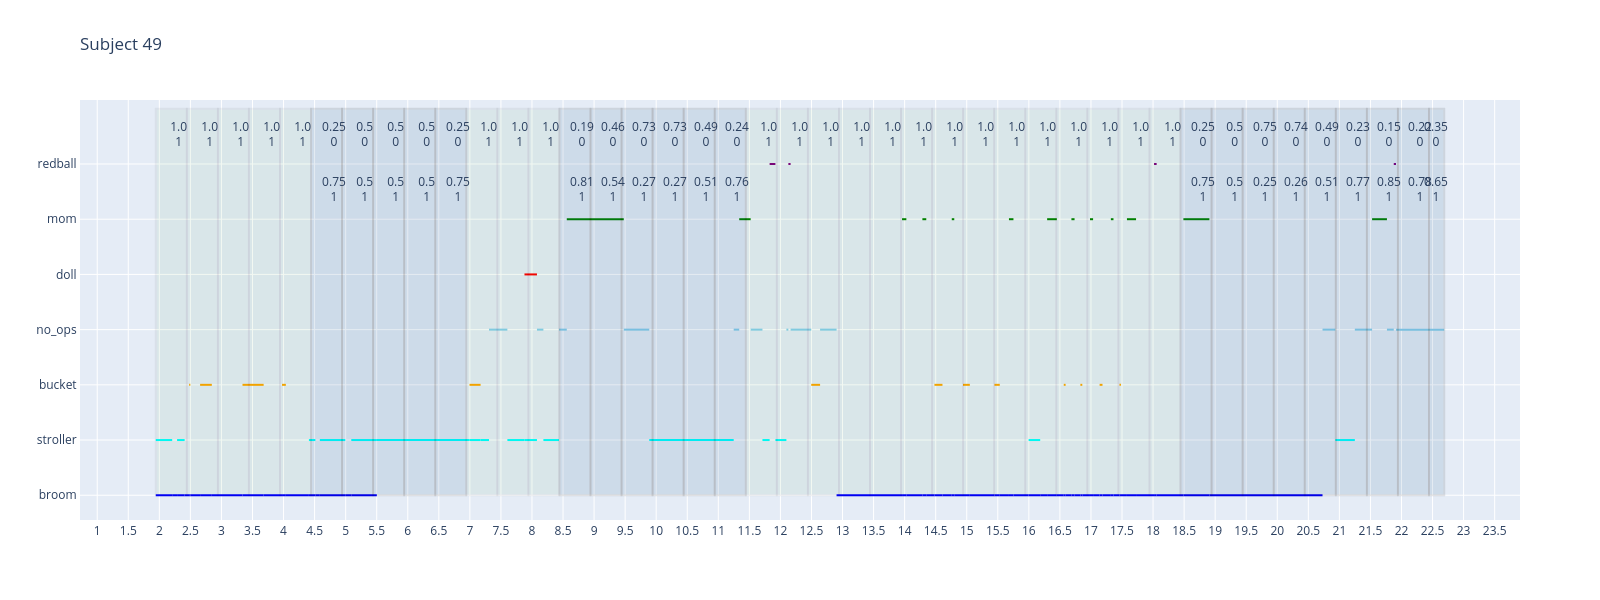 Subject 49
1.0 1.0 1.0 1.0 1.0 0.25 0.5 0.5 0.5 0.25 1.0 1.0 1.0 0.19 0.46 0.73 0.73 0.49 0.24 1.0 1.0 1.0 1.0 1.0 1.0 1.0 1.0 1.0 1.0 1.0 1.0 1.0 1.0 0.25 0.5 0.75 0.74 0.49 0.23 0.15 0.22 0.35
1 1 1 1 1 0 0 0 0 0 1 1 1 0 0 0 0 0 0 1 1 1 1 1 1 1 1 1 1 1 1 1 1 0 0 0 0 0 0 0 0 0
redball
0.75 0.5 0.5 0.5 0.75 0.81 0.54 0.27 0.27 0.51 0.76 0.75 0.5 0.25 0.26 0.51 0.77 0.85 0.78 0.65
1 1 1 1 1 1 1 1 1 1 1 1 1 1 1 1 1 1 1 1
mom
doll
no_ops
bucket
stroller
broom
1 1.5 2 2.5 3 3.5 4 4.5 5 5.5 6 6.5 7 7.5 8 8.5 9 9.5 10 10.5 11 11.5 12 12.5 13 13.5 14 14.5 15 15.5 16 16.5 17 17.5 18 18.5 19 19.5 20 20.5 21 21.5 22 22.5 23 23.5